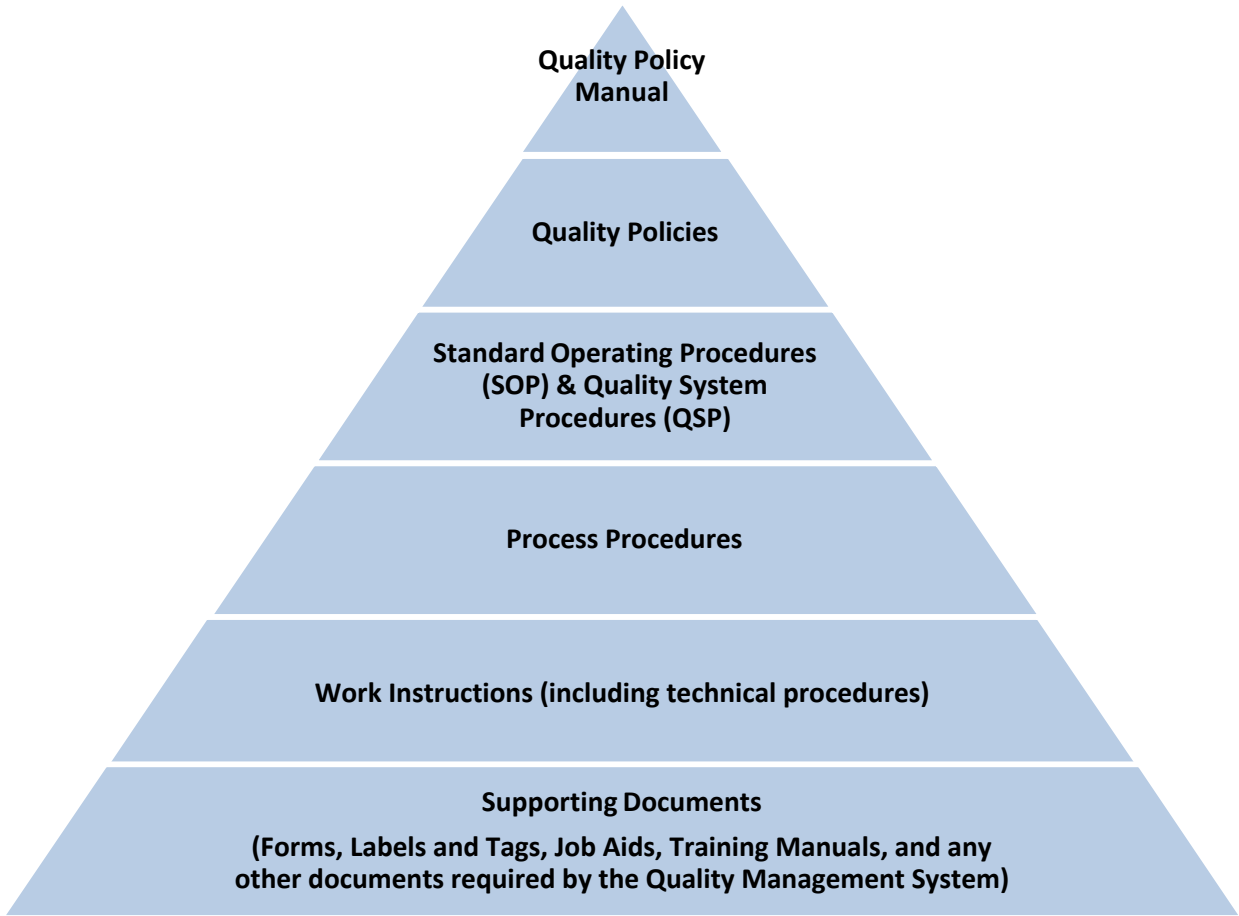 Quality Policy
Manual
Quality Policies
Standard Operating Procedures
(SOP) & Quality System
Procedures (QSP)
Process Procedures
Work Instructions (including technical procedures)
Supporting Documents
(Forms, Labels and Tags, Job Aids, Training Manuals, and any
other documents required by the Quality Management System)